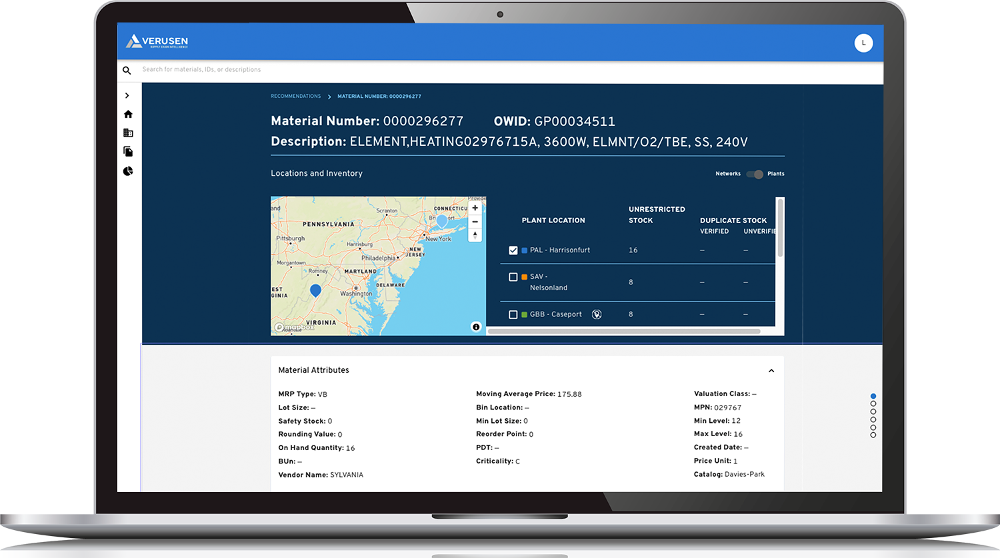 VERUSEN
SUPPLY CHAIN INTELLIGENCE
L
Search for materials, IDs, or descriptions
RECOMMENDATIONS > MATERIAL NUMBER: 0000296277
Material Number: 0000296277 OWID: GP00034511
Description: ELEMENT,HEATING02976715A, 3600W, ELMNT/O2/TBE, SS, 240V
Locations and Inventory
Networks Plants
PENNSYLVANIA
Scranton
CONNECTICU
Pittsburgh
New York
Harrisburg
NEW
JERSEY
Philadelphia
Morgantown
Romney
MARYLAND
DELAWARE
Washington
EST
GINIA
VIRGINIA
mapbox
PLANT LOCATION
UNRESTRICTED
STOCK
DUPLICATE STOCK
VERIFIED UNVERIFIE
PAL - Harrisonfurt 16 – –
SAV -
Nelsonland 8 – –
GBB - Caseport 8 – –
Material Attributes
MRP Type: VB
Lot Size: –
Safety Stock: 0
Rounding Value: 0
On Hand Quantity: 16
BUn: –
Vendor Name: SYLVANIA
Moving Average Price: 175.88
Bin Location: –
Min Lot Size: 0
Reorder Point: 0
PDT: –
Criticality: C
Valuation Class: –
MPN: 029767
Min Level: 12
Max Level: 16
Created Date: –
Price Unit: 1
Catalog: Davies-Park